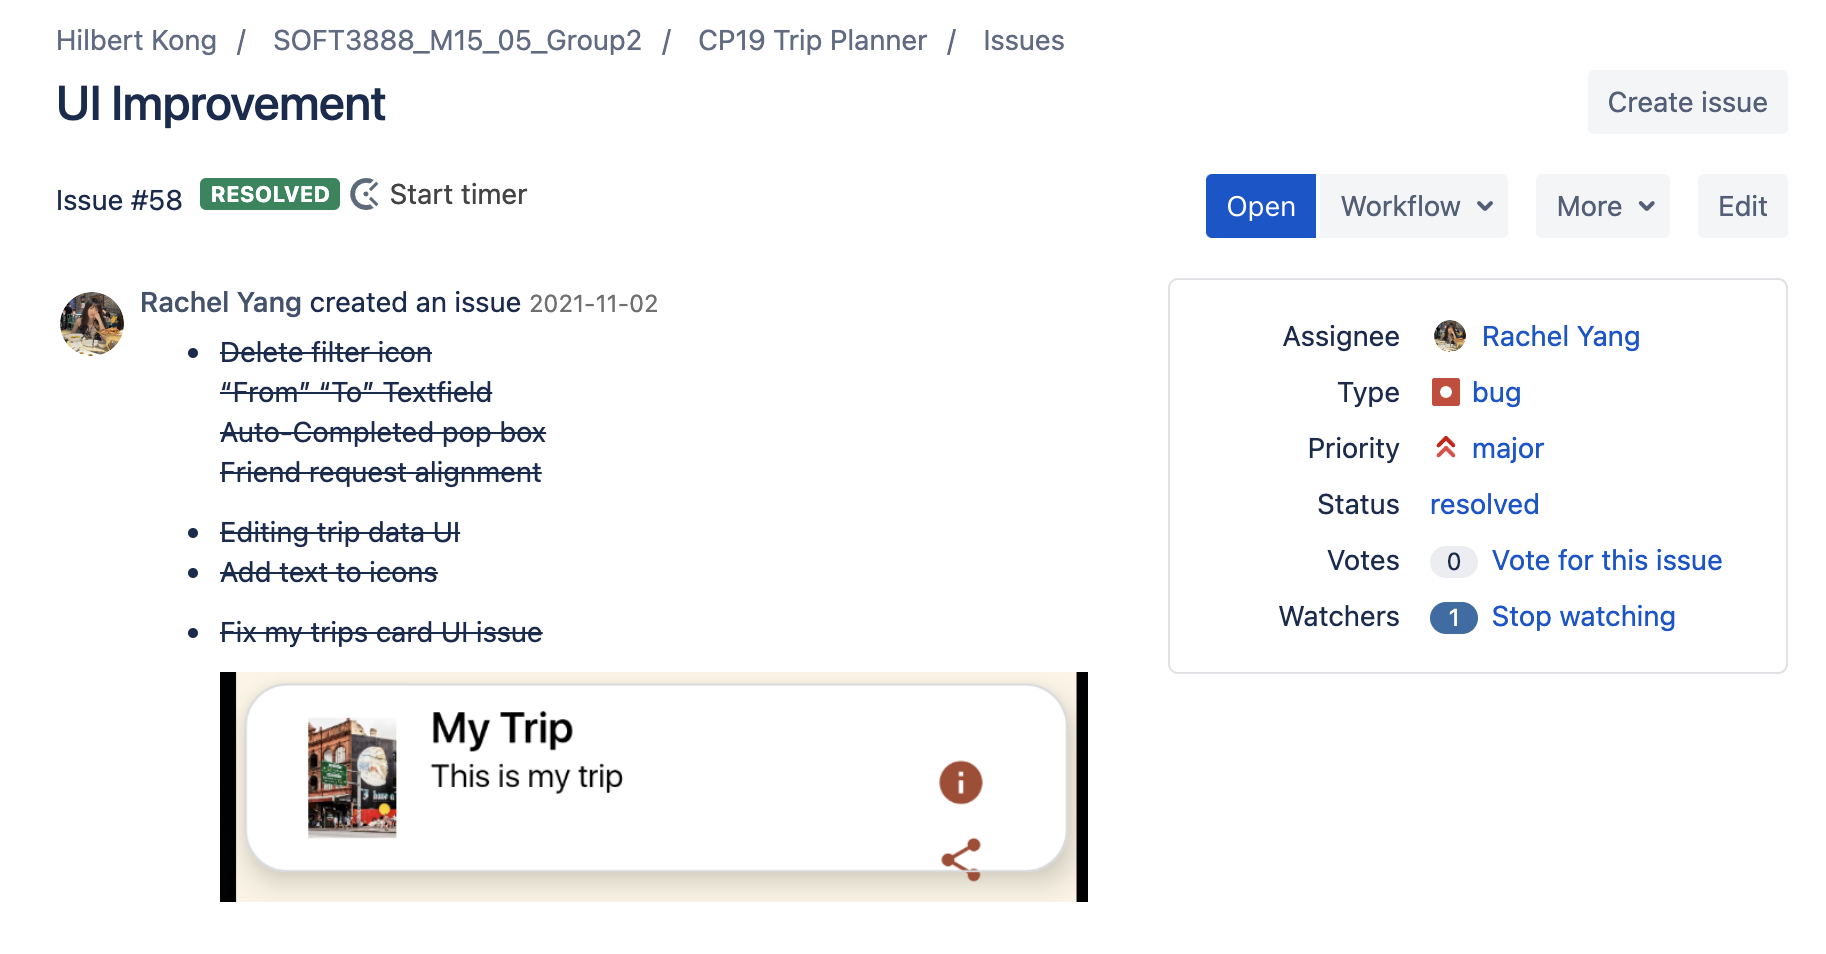 Hilbert Kong / SOFT3888_M15_05_Group2 / CP19 Trip Planner / Issues
UI Improvement
Create issue
Issue #58 RESOLVED Start timer
Open Workflow More Edit
Rachel Yang created an issue 2021-11-02
Delete filter icon
“From” “To” Textfield
Auto-Completed pop box
Friend request alignment
Editing trip data UI
Add text to icons
Fix my trips card UI issue
My Trip
This is my trip
Assignee Rachel Yang
Type bug
Priority major
Status resolved
Votes 0 Vote for this issue
Watchers 1 Stop watching